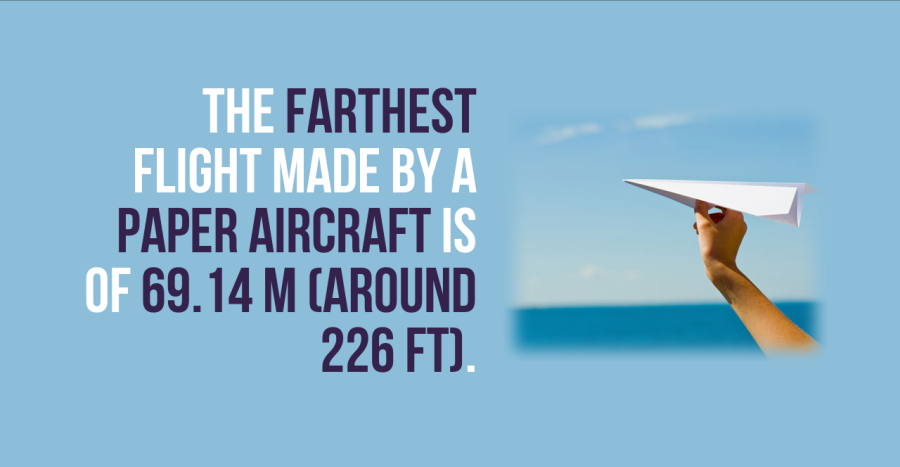 THE FARTHEST
FLIGHT MADE BY A
PAPER AIRCRAFT IS
OF 69.14 M (AROUND
226 FT).